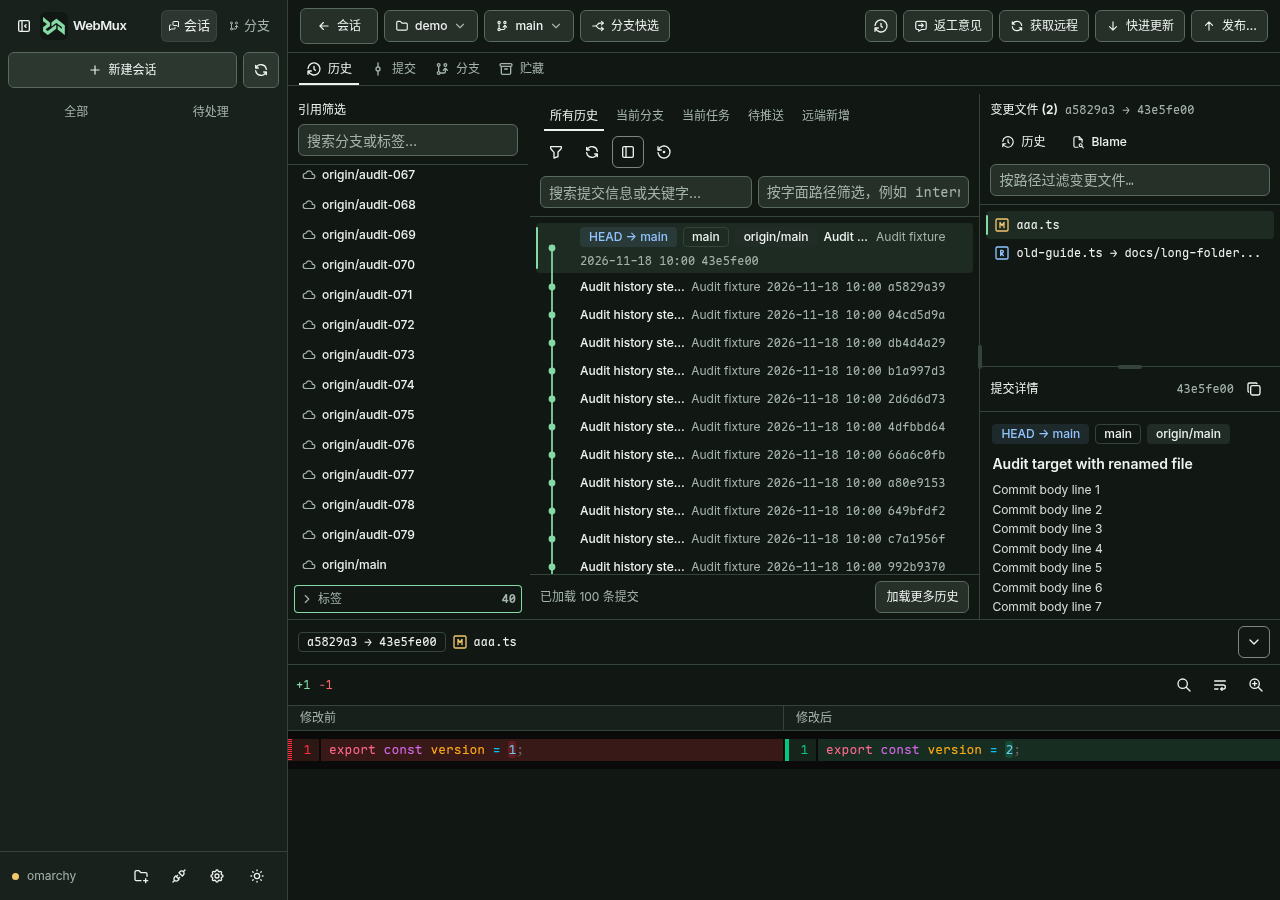 WebMux
会话
分支
会话
demo
main
分支快选
返工意见
获取远程
快进更新
发布...
新建会话
全部
待处理
历史
提交
分支
贮藏
引用筛选
搜索分支或标签...
origin/audit-067
origin/audit-068
origin/audit-069
origin/audit-070
origin/audit-071
origin/audit-072
origin/audit-073
origin/audit-074
origin/audit-075
origin/audit-076
origin/audit-077
origin/audit-078
origin/audit-079
origin/main
标签 40
所有历史
当前分支
当前任务
待推送
远端新增
搜索提交信息或关键字...
按字面路径筛选，例如 intern
HEAD → main main origin/main Audit ... Audit fixture
2026-11-18 10:00 43e5fe00
Audit history ste... Audit fixture 2026-11-18 10:00 a5829a39
Audit history ste... Audit fixture 2026-11-18 10:00 04cd5d9a
Audit history ste... Audit fixture 2026-11-18 10:00 db4d4a29
Audit history ste... Audit fixture 2026-11-18 10:00 b1a997d3
Audit history ste... Audit fixture 2026-11-18 10:00 2d6d6d73
Audit history ste... Audit fixture 2026-11-18 10:00 4dfbbd64
Audit history ste... Audit fixture 2026-11-18 10:00 66a6c0fb
Audit history ste... Audit fixture 2026-11-18 10:00 a80e9153
Audit history ste... Audit fixture 2026-11-18 10:00 649bfdf2
Audit history ste... Audit fixture 2026-11-18 10:00 c7a1956f
Audit history ste... Audit fixture 2026-11-18 10:00 992b9370
已加载 100 条提交
加载更多历史
变更文件 (2) a5829a3 → 43e5fe00
历史
Blame
按路径过滤变更文件…
M aaa.ts
R old-guide.ts → docs/long-folder...
提交详情 43e5fe00
HEAD → main main origin/main
Audit target with renamed file
Commit body line 1
Commit body line 2
Commit body line 3
Commit body line 4
Commit body line 5
Commit body line 6
Commit body line 7
a5829a3 → 43e5fe00 M aaa.ts
+1 -1
修改前
修改后
1 export const version = 1;
1 export const version = 2;
omarchy